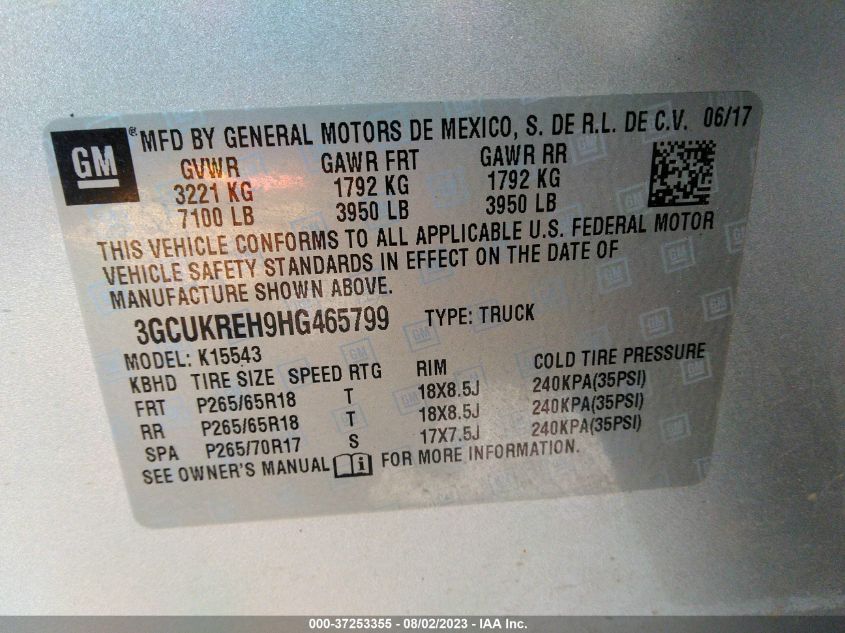 GM ® MFD BY GENERAL MOTORS DE MEXICO, S. DE R.L. DE C.V. 06/17
GVWR GAWR FRT GAWR RR
3221 KG 1792 KG 1792 KG
7100 LB 3950 LB 3950 LB
THIS VEHICLE CONFORMS TO ALL APPLICABLE U.S. FEDERAL MOTOR
VEHICLE SAFETY STANDARDS IN EFFECT ON THE DATE OF
MANUFACTURE SHOWN ABOVE.
3GCUKREH9HG465799 TYPE: TRUCK
MODEL: K15543
KBHD TIRE SIZE SPEED RTG RIM COLD TIRE PRESSURE
FRT P265/65R18 T 18X8.5J 240KPA(35PSI)
RR P265/65R18 T 18X8.5J 240KPA(35PSI)
SPA P265/70R17 S 17X7.5J 240KPA(35PSI)
SEE OWNER'S MANUAL i FOR MORE INFORMATION.
000-37253355 - 08/02/2023 - IAA Inc.